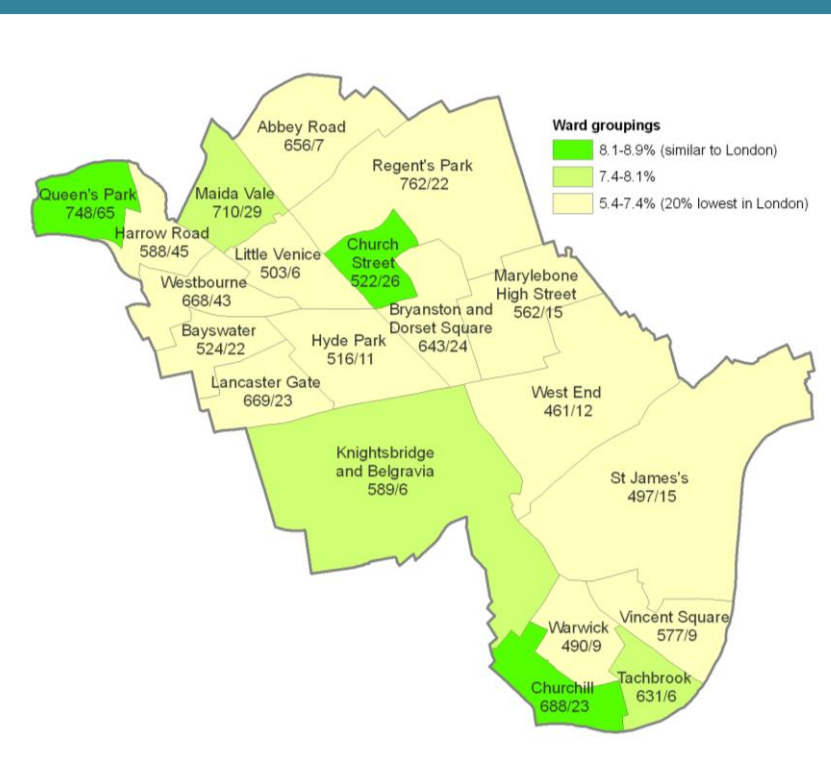 Ward groupings
8.1-8.9% (similar to London)
7.4-8.1%
5.4-7.4% (20% lowest in London)
Abbey Road
656/7
Regent's Park
762/22
Queen's Park
748/65
Maida Vale
710/29
Harrow Road
588/45
Little Venice
503/6
Church
Street
522/26
Westbourne
668/43
Marylebone
High Street
562/15
Bryanston and
Dorset Square
643/24
Bayswater
524/22
Hyde Park
516/11
Lancaster Gate
669/23
West End
461/12
Knightsbridge
and Belgravia
589/6
St James's
497/15
Vincent Square
577/9
Warwick
490/9
Tachbrook
631/6
Churchill
688/23